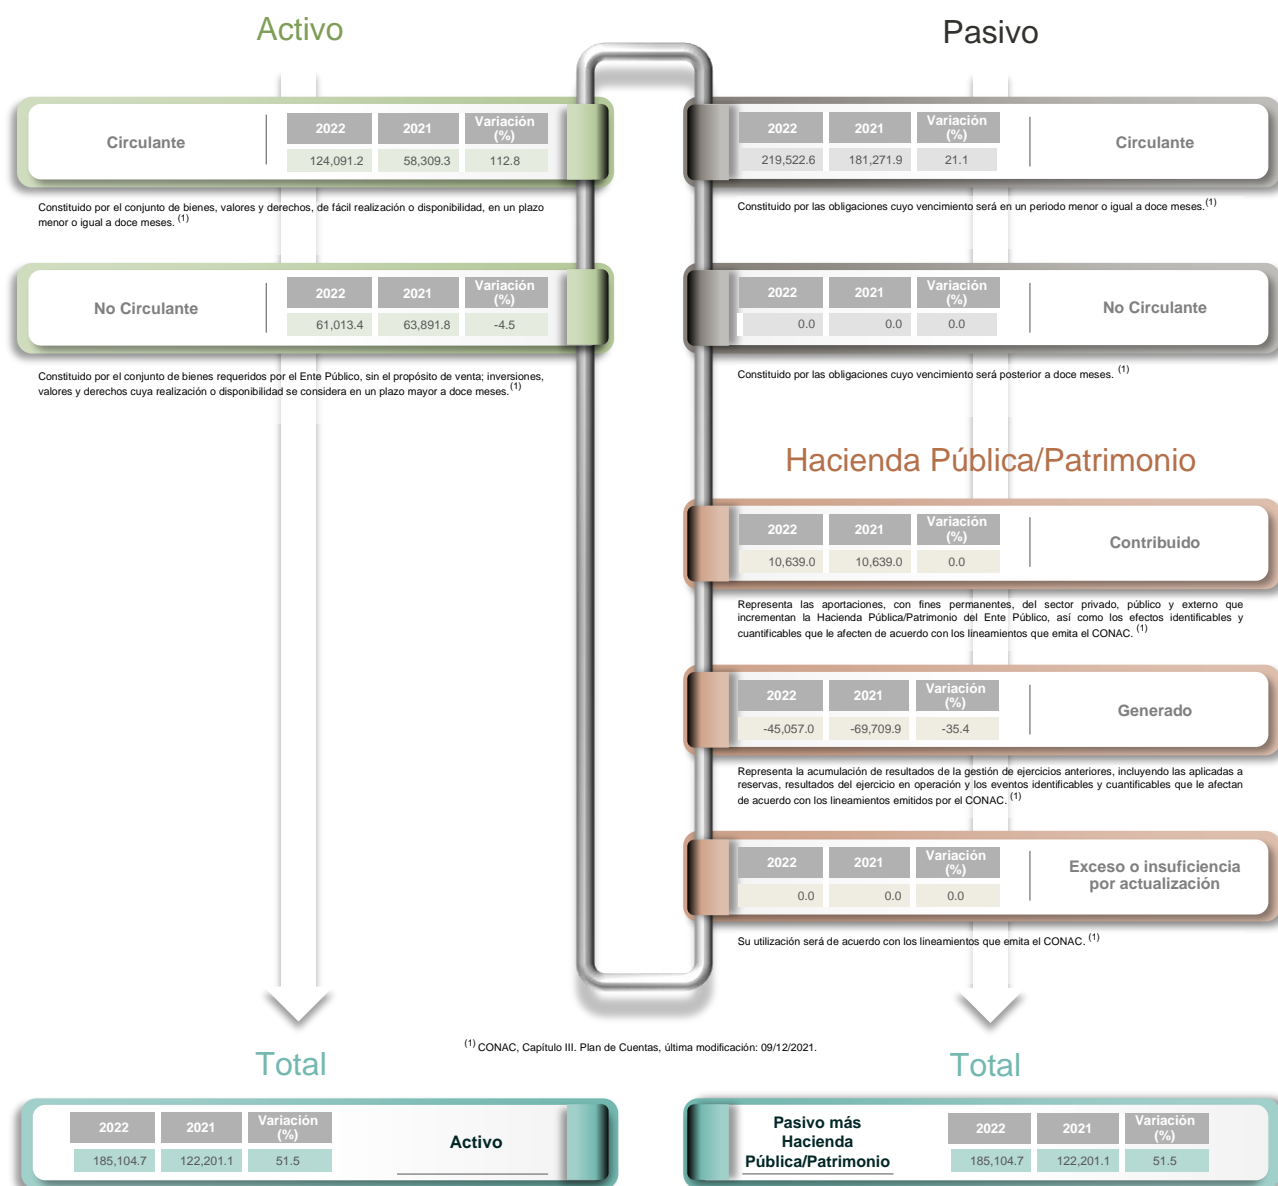 Activo
Circulante
2022 2021 Variación (%)
124,091.2 58,309.3 112.8
Constituido por el conjunto de bienes, valores y derechos, de fácil realización o disponibilidad, en un plazo
menor o igual a doce meses. (1)
No Circulante
2022 2021 Variación (%)
61,013.4 63,891.8 -4.5
Constituido por el conjunto de bienes requeridos por el Ente Público, sin el propósito de venta; inversiones,
valores y derechos cuya realización o disponibilidad se considera en un plazo mayor a doce meses. (1)
Pasivo
2022 2021 Variación (%)
219,522.6 181,271.9 21.1
Circulante
Constituido por las obligaciones cuyo vencimiento será en un periodo menor o igual a doce meses. (1)
2022 2021 Variación (%)
0.0 0.0 0.0
No Circulante
Constituido por las obligaciones cuyo vencimiento será posterior a doce meses. (1)
Hacienda Pública/Patrimonio
2022 2021 Variación (%)
10,639.0 10,639.0 0.0
Contribuido
Representa las aportaciones, con fines permanentes, del sector privado, público y externo que
incrementan la Hacienda Pública/Patrimonio del Ente Público, así como los efectos identificables y
cuantificables que le afecten de acuerdo con los lineamientos que emita el CONAC. (1)
2022 2021 Variación (%)
-45,057.0 -69,709.9 -35.4
Generado
Representa la acumulación de resultados de la gestión de ejercicios anteriores, incluyendo las aplicadas a
reservas, resultados del ejercicio en operación y los eventos identificables y cuantificables que le afectan
de acuerdo con los lineamientos emitidos por el CONAC. (1)
2022 2021 Variación (%)
0.0 0.0 0.0
Exceso o insuficiencia
por actualización
Su utilización será de acuerdo con los lineamientos que emita el CONAC. (1)
(1) CONAC, Capítulo III. Plan de Cuentas, última modificación: 09/12/2021.
Total
2022 2021 Variación (%)
185,104.7 122,201.1 51.5
Activo
Total
Pasivo más
Hacienda
Pública/Patrimonio
2022 2021 Variación (%)
185,104.7 122,201.1 51.5